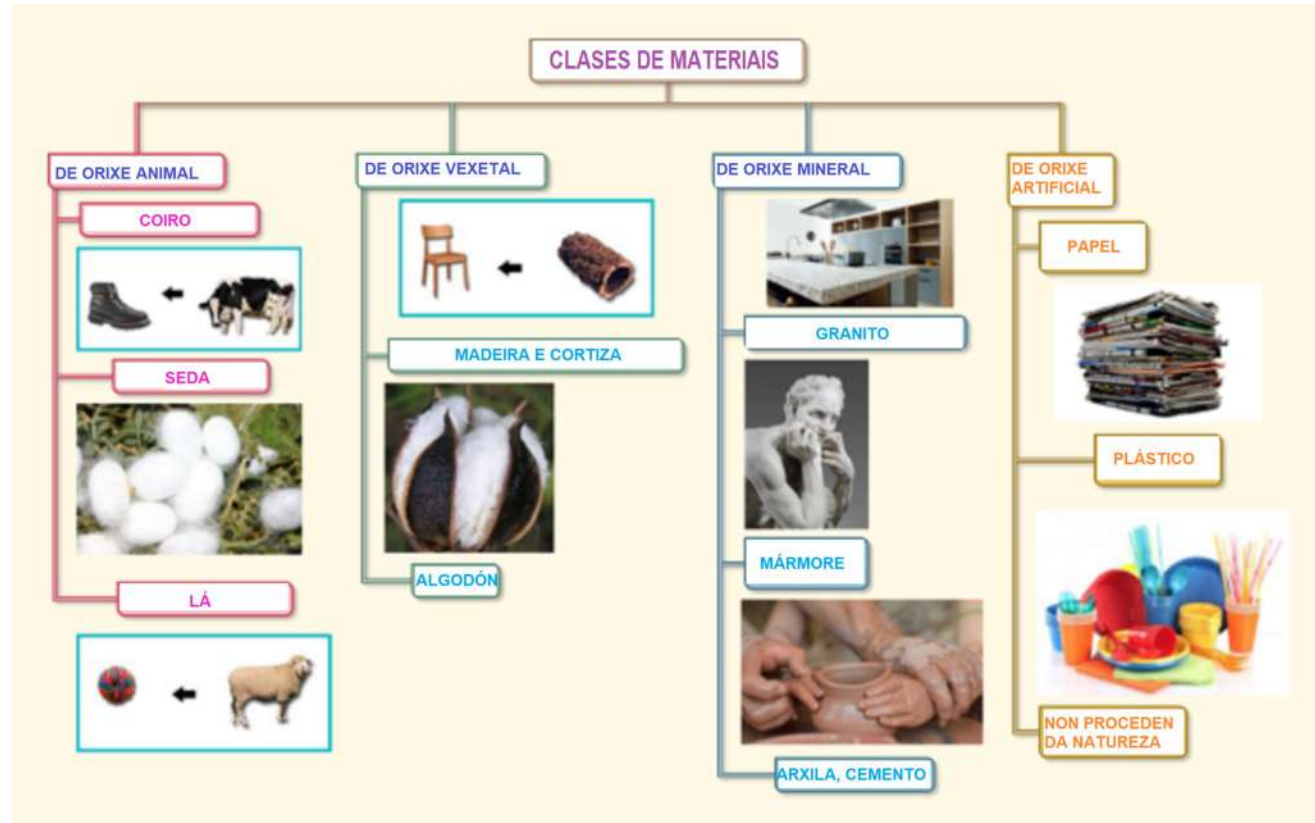 CLASES DE MATERIAIS
DE ORIXE ANIMAL
COIRO
SEDA
LÁ
DE ORIXE VEXETAL
MADEIRA E CORTIZA
ALGODÓN
DE ORIXE MINERAL
GRANITO
MÁRMORE
ARXILA, CEMENTO
DE ORIXE
ARTIFICIAL
PAPEL
PLÁSTICO
NON PROCEDEN
DA NATUREZA